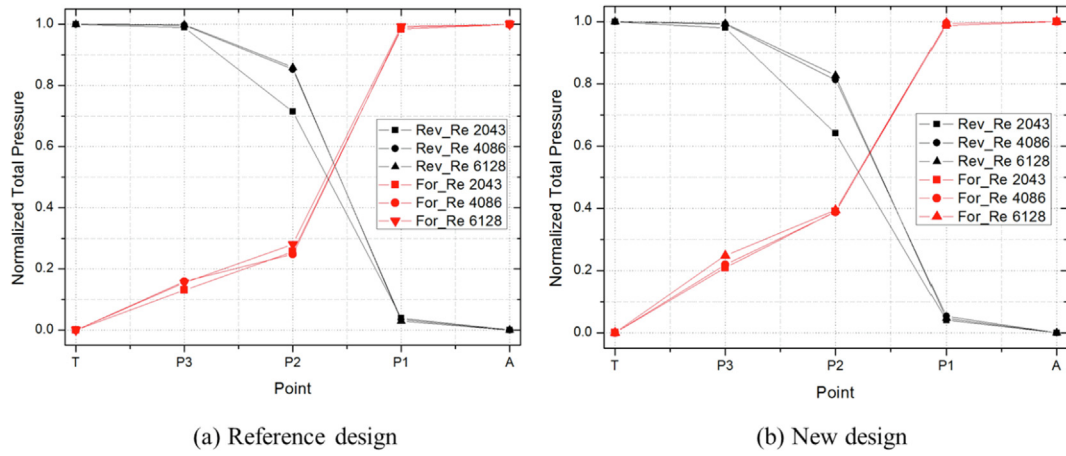 Normalized Total Pressure
1.0
0.8
0.6
0.4
0.2
0.0
T P3 P2 P1 A
Point
Rev_Re 2043
Rev_Re 4086
Rev_Re 6128
For_Re 2043
For_Re 4086
For_Re 6128
(a) Reference design
Normalized Total Pressure
1.0
0.8
0.6
0.4
0.2
0.0
T P3 P2 P1 A
Point
Rev_Re 2043
Rev_Re 4086
Rev_Re 6128
For_Re 2043
For_Re 4086
For_Re 6128
(b) New design